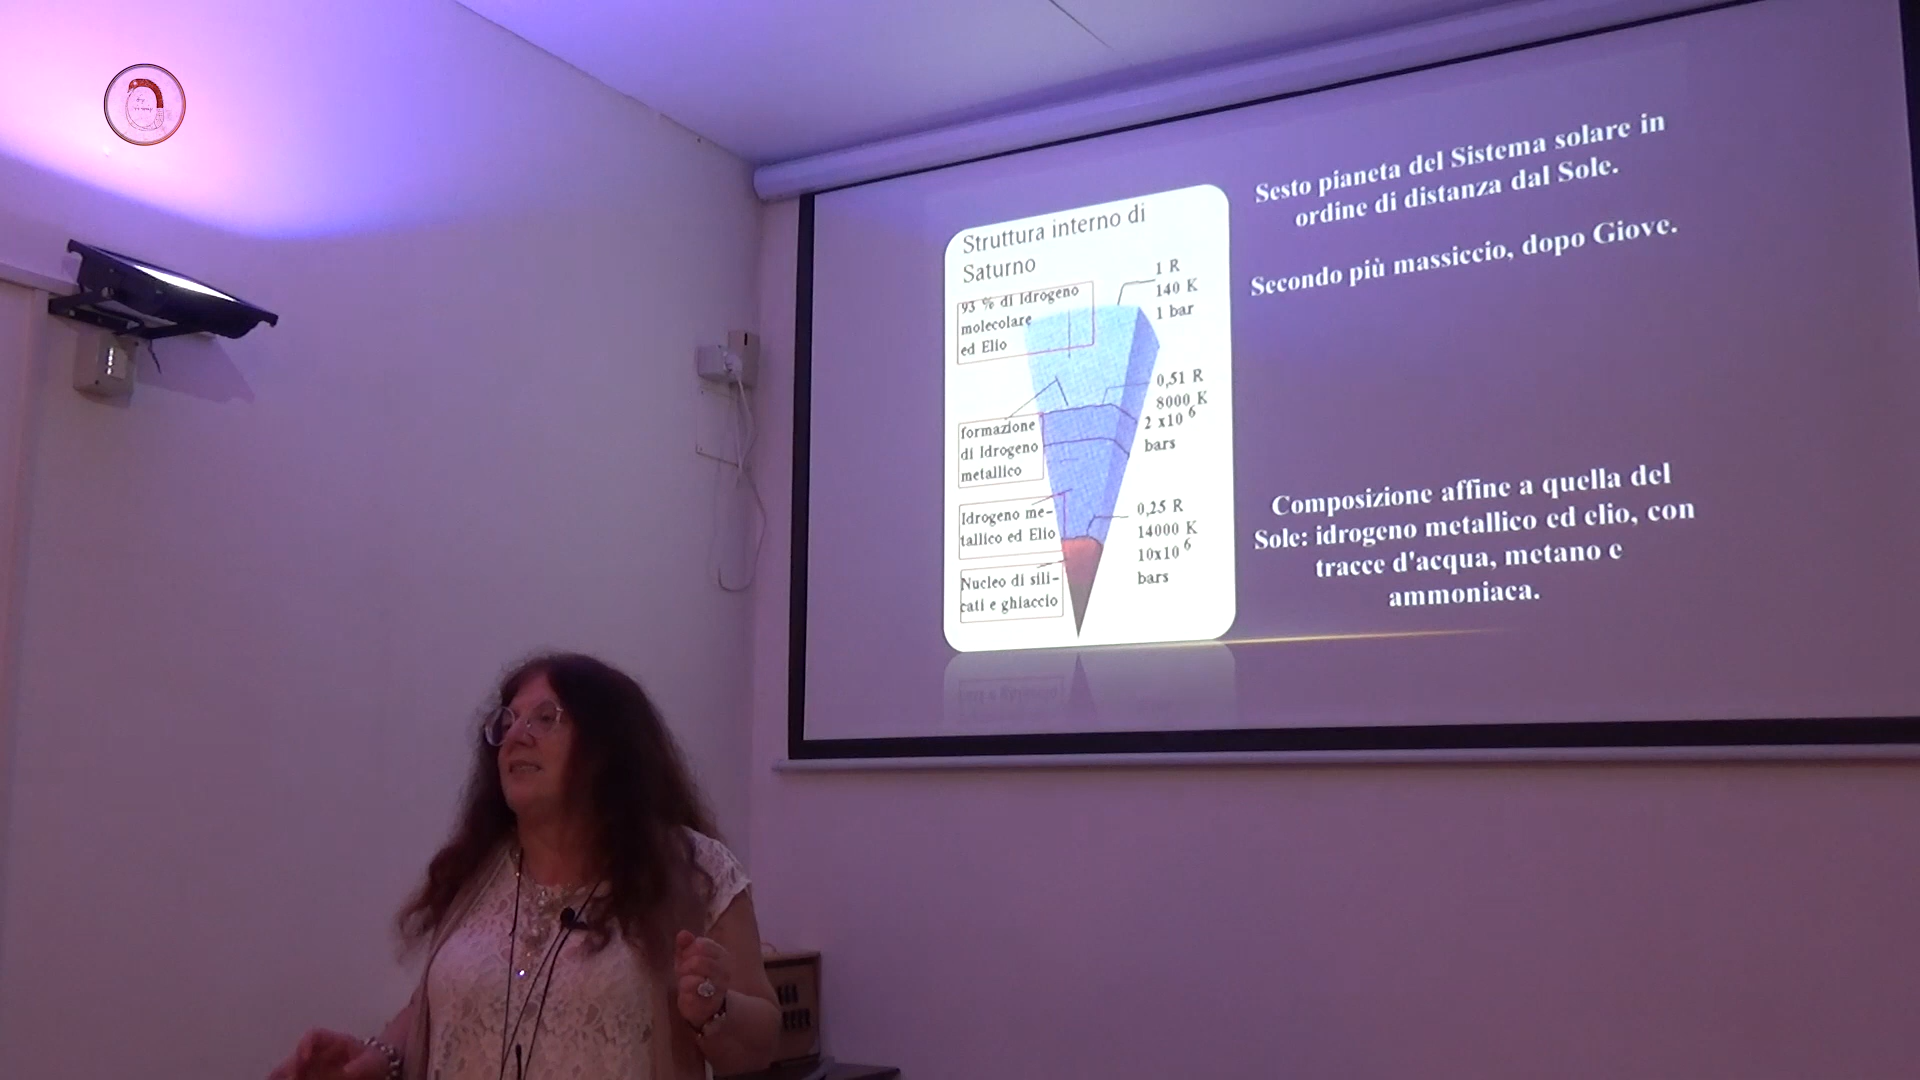 Struttura interno di
Saturno
93 % di Idrogeno
molecolare
ed Elio
1 R
140 K
1 bar
0,51 R
8000 K
2 x10 6
bars
formazione
di Idrogeno
metallico
Idrogeno me-
tallico ed Elio
0,25 R
14000 K
10x10 6
bars
Nucleo di sili-
cati e ghiaccio
Sesto pianeta del Sistema solare in
ordine di distanza dal Sole.
Secondo più massiccio, dopo Giove.
Composizione affine a quella del
Sole: idrogeno metallico ed elio, con
tracce d'acqua, metano e
ammoniaca.